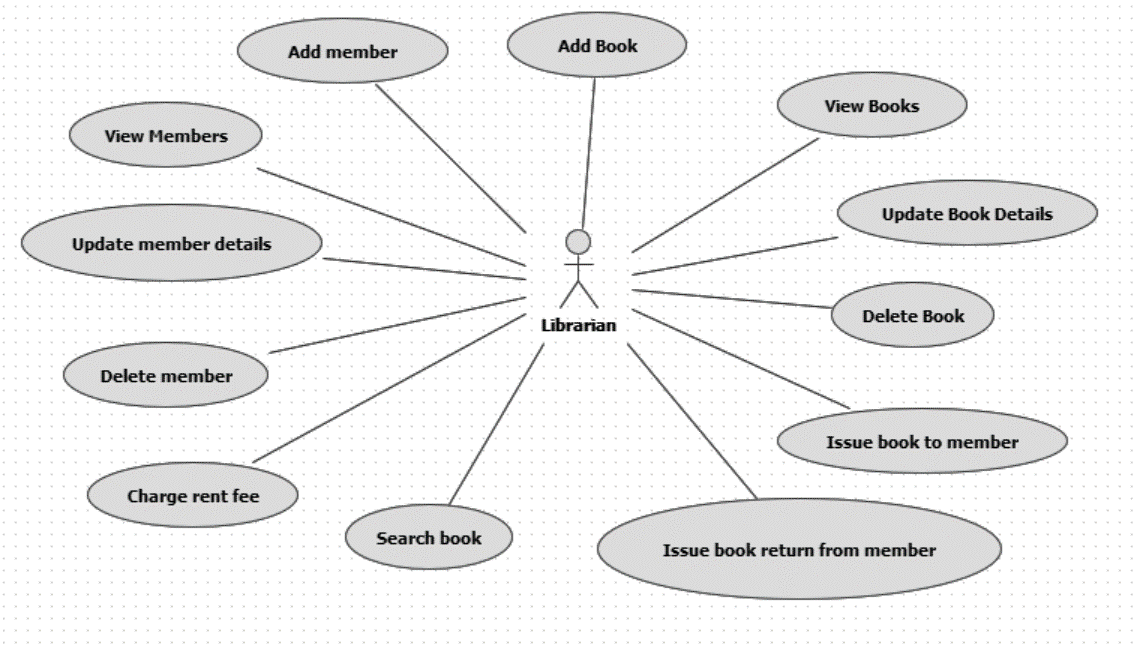 Add member
Add Book
View Books
View Members
Update Book Details
Update member details
Delete Book
Librarian
Delete member
Issue book to member
Charge rent fee
Search book
Issue book return from member